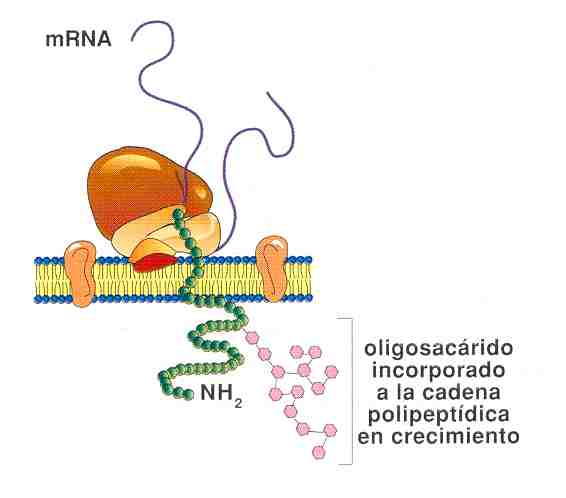 mRNA
NH2
oligosacárido
incorporado
a la cadena
polipeptídica
en crecimiento